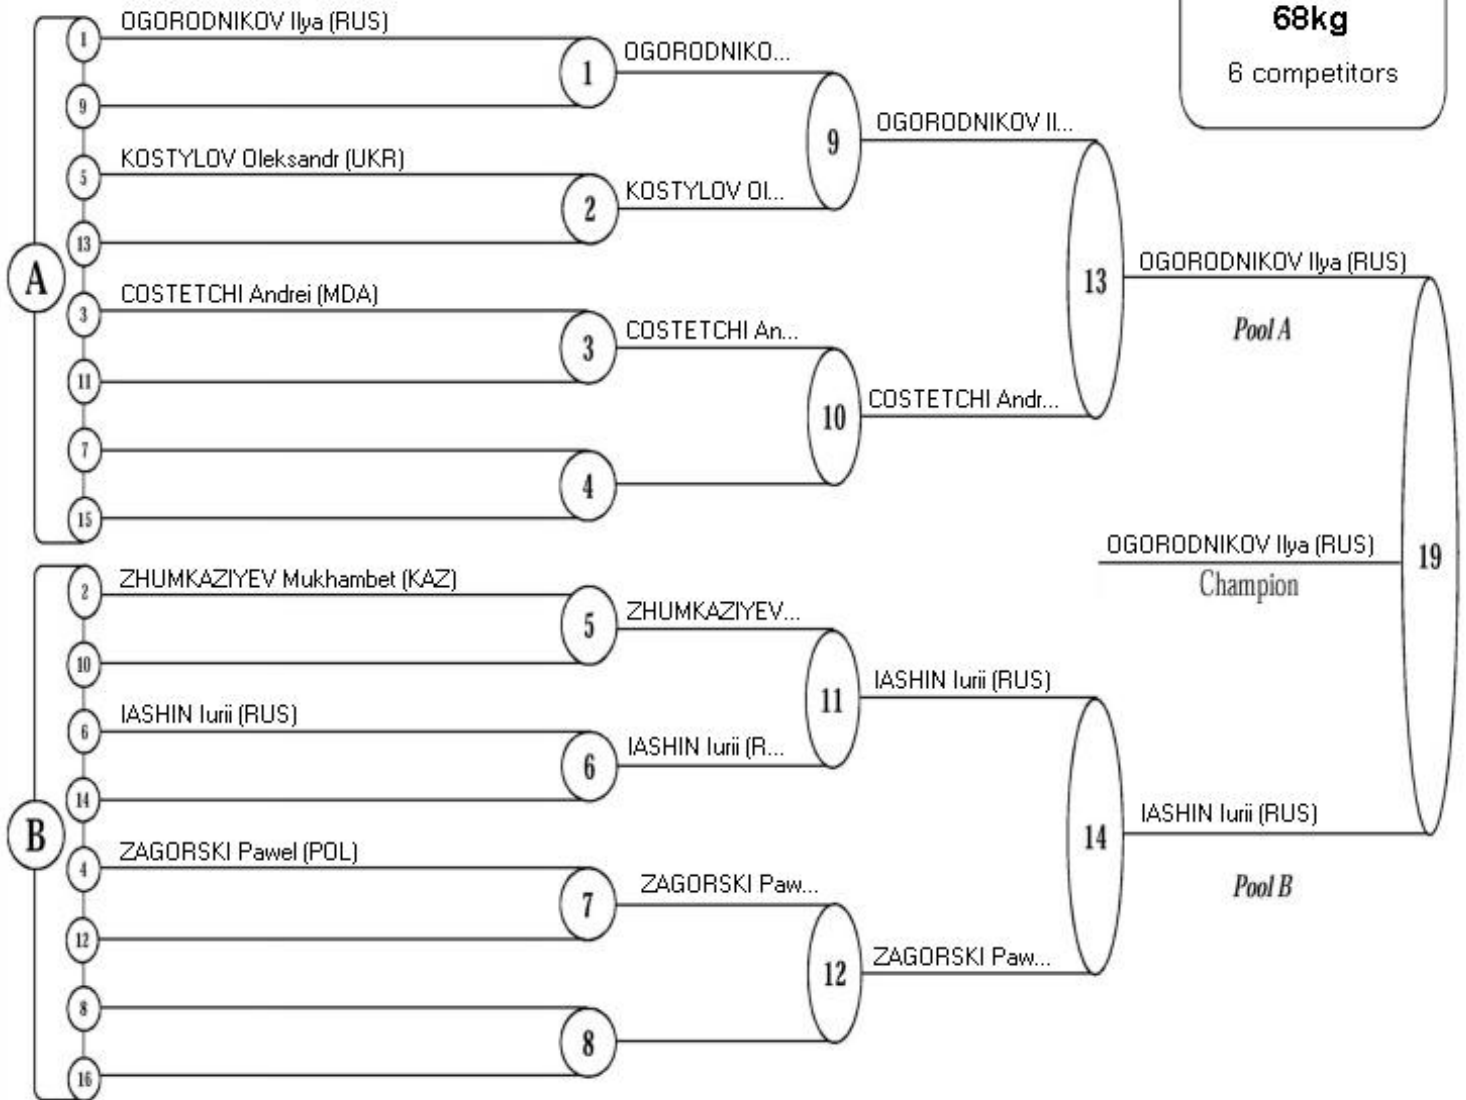 68kg
6 competitors
OGORODNIKOV Ilya (RUS)
1
9
1
OGORODNIKO...
KOSTYLOV Oleksandr (UKR)
5
13
2
KOSTYLOV Ol...
9
OGORODNIKOV Il...
A
COSTETCHI Andrei (MDA)
3
11
3
COSTETCHI An...
7
15
4
10
COSTETCHI Andr...
13
OGORODNIKOV Ilya (RUS)
Pool A
ZHUMKAZIYEV Mukhambet (KAZ)
2
10
5
ZHUMKAZIYEV...
IASHIN Iurii (RUS)
6
14
6
IASHIN Iurii (R...
11
IASHIN Iurii (RUS)
B
ZAGORSKI Pawel (POL)
4
12
7
ZAGORSKI Paw...
8
16
8
12
ZAGORSKI Paw...
14
IASHIN Iurii (RUS)
Pool B
19
OGORODNIKOV Ilya (RUS)
Champion